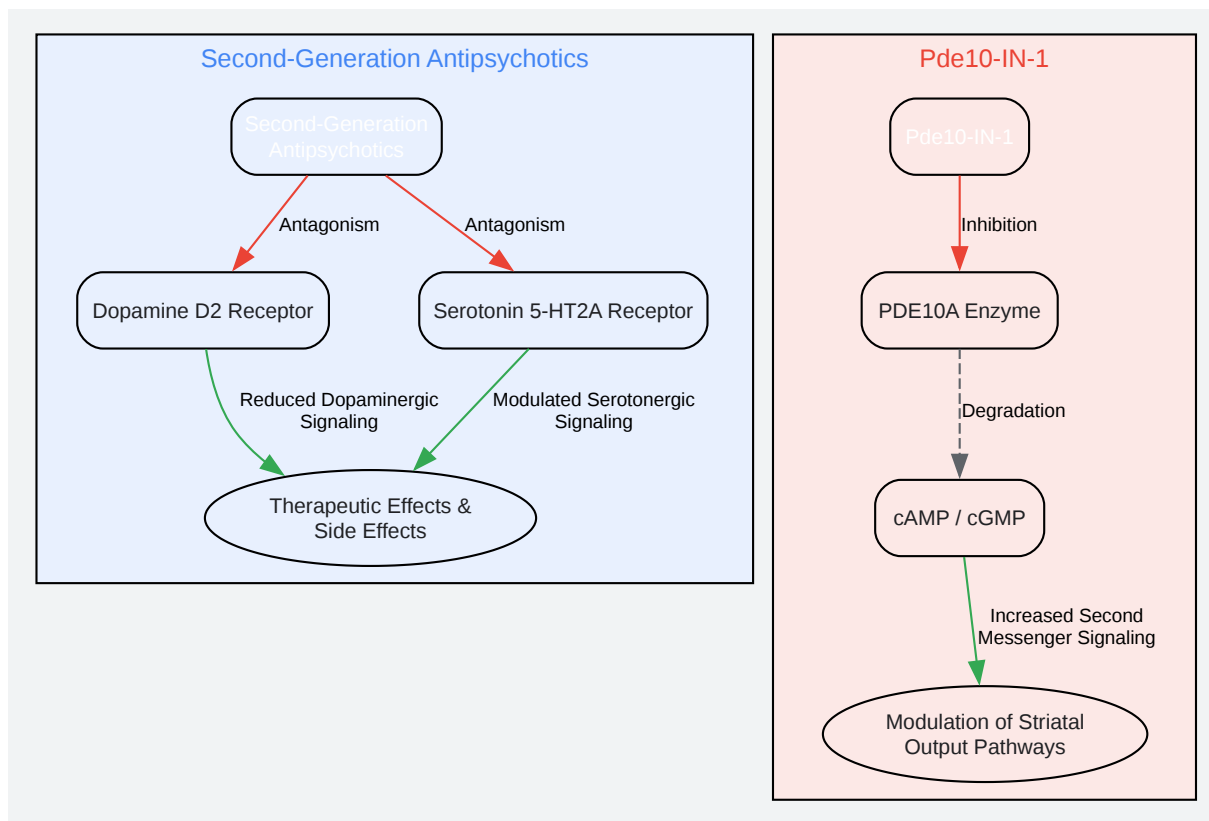 Second-Generation Antipsychotics
Second-Generation
Antipsychotics
Antagonism
Antagonism
Dopamine D2 Receptor
Serotonin 5-HT2A Receptor
Reduced Dopaminergic
Signaling
Modulated Serotonergic
Signaling
Therapeutic Effects &
Side Effects
Pde10-IN-1
Pde10-IN-1
Inhibition
PDE10A Enzyme
Degradation
cAMP / cGMP
Increased Second
Messenger Signaling
Modulation of Striatal
Output Pathways